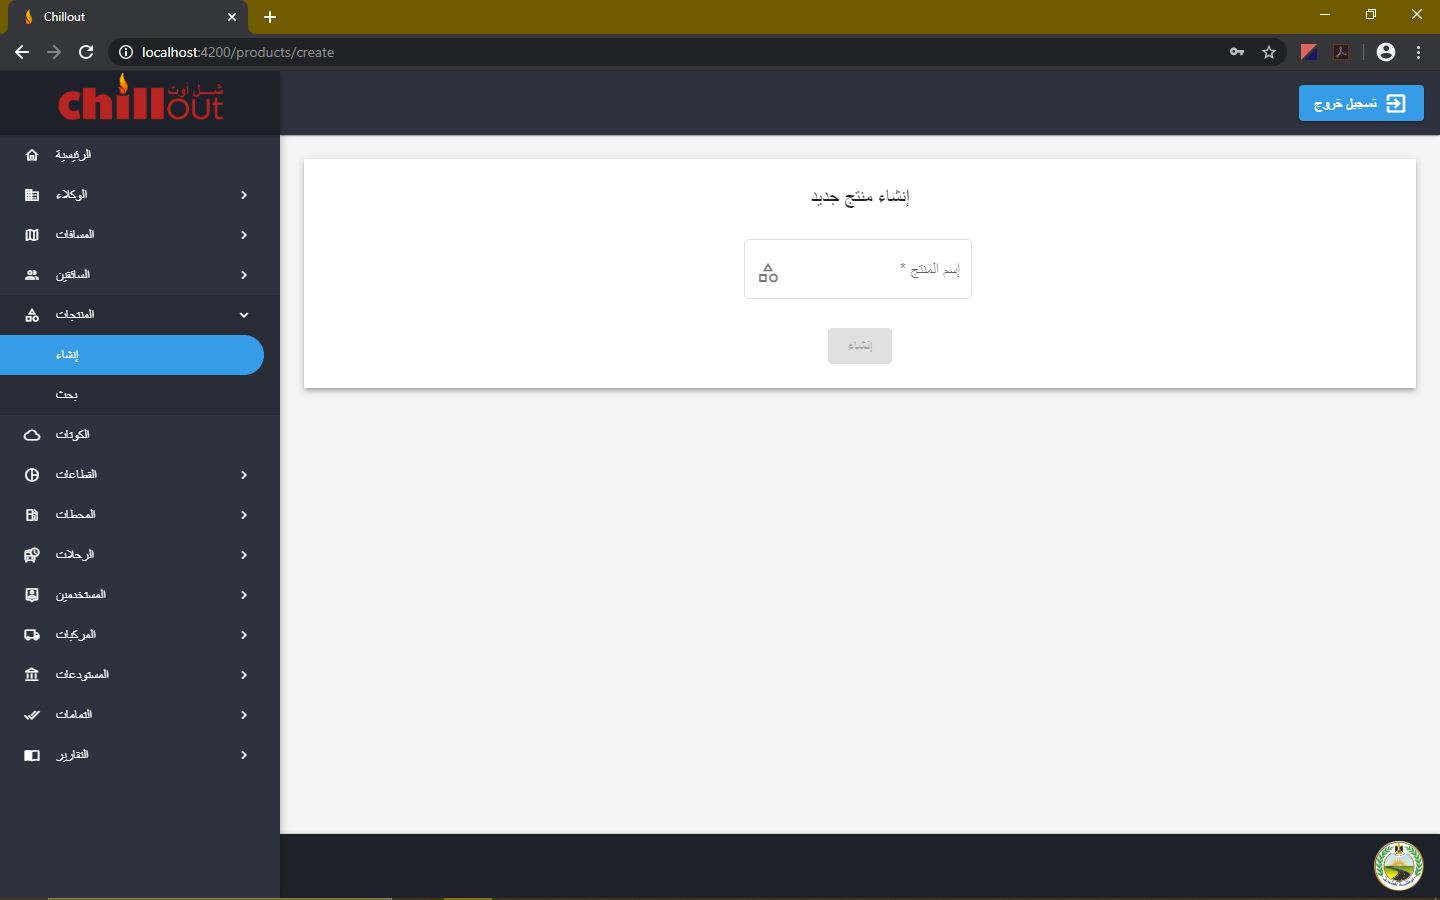 Chillout
localhost:4200/products/create
شل أوت
chillout
تسجيل خروج
الرئيسية
الوكلاء
المسافات
السائقين
المنتجات
إنشاء
بحث
الكوتات
القطاعات
المحطات
الرحلات
المستخدمين
المركبات
المستودعات
التمامات
التقارير
إنشاء منتج جديد
إسم المنتج *
إنشاء